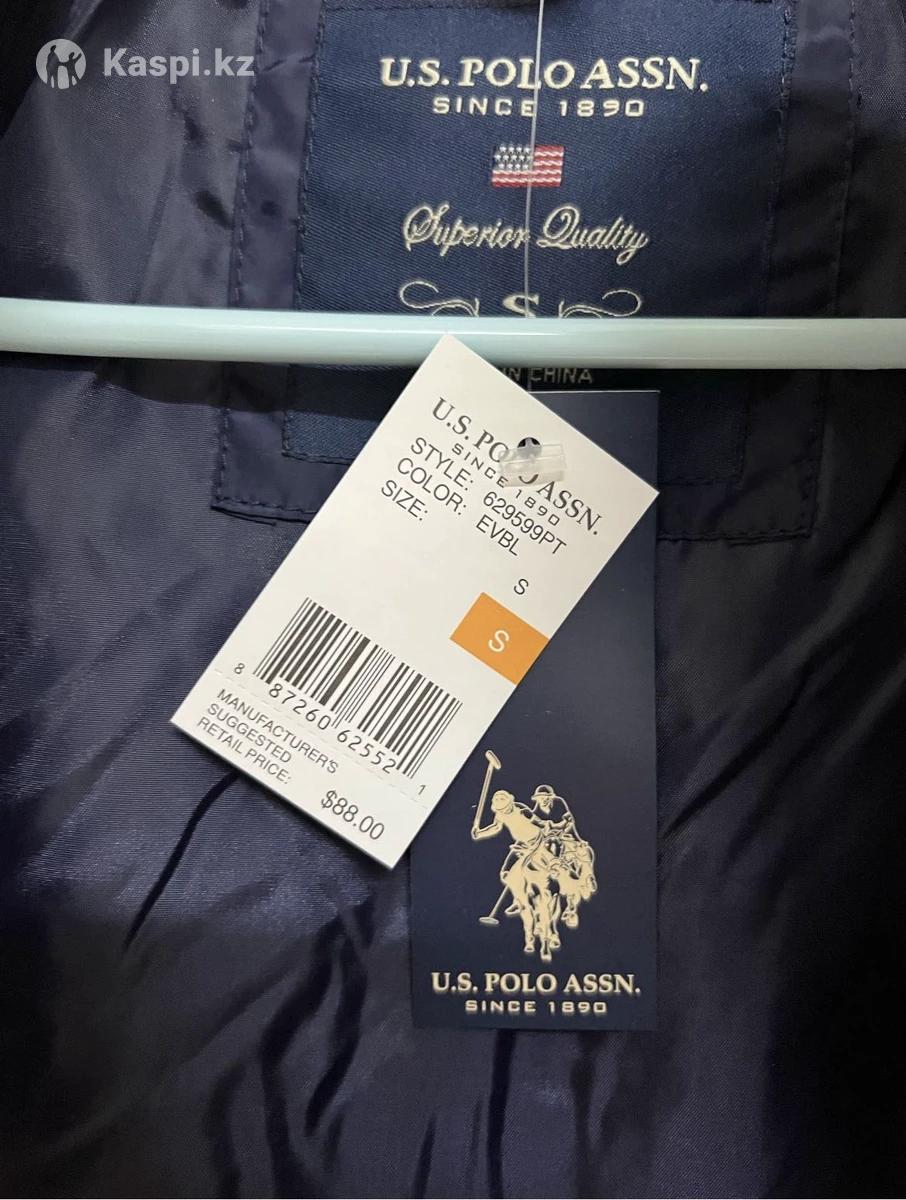 Kaspi.kz
U.S. POLO ASSN.
SINCE 1890
Superior Quality
S
IN CHINA
U.S. POLO ASSN.
SINCE 1890
STYLE: 629599PT
COLOR: EVBL
SIZE: S
S
8 87260 62552 1
MANUFACTURER'S
SUGGESTED
RETAIL PRICE:
$88.00
U.S. POLO ASSN.
SINCE 1890